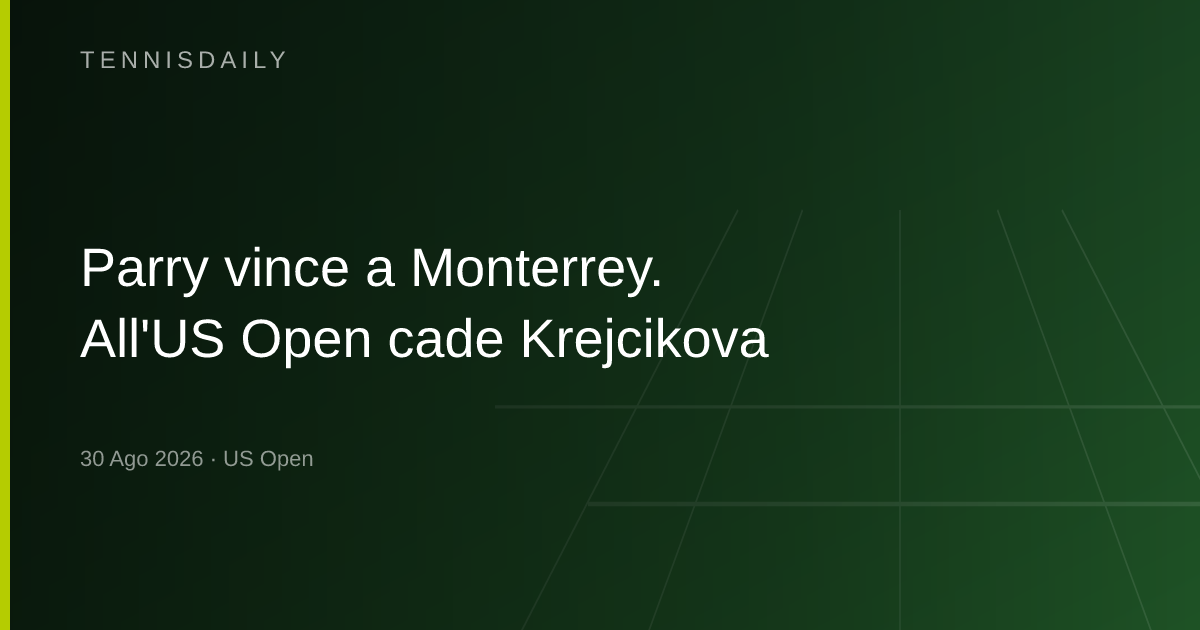 TENNISDAILY
Parry vince a Monterrey.
All'US Open cade Krejcikova
30 Ago 2026 · US Open